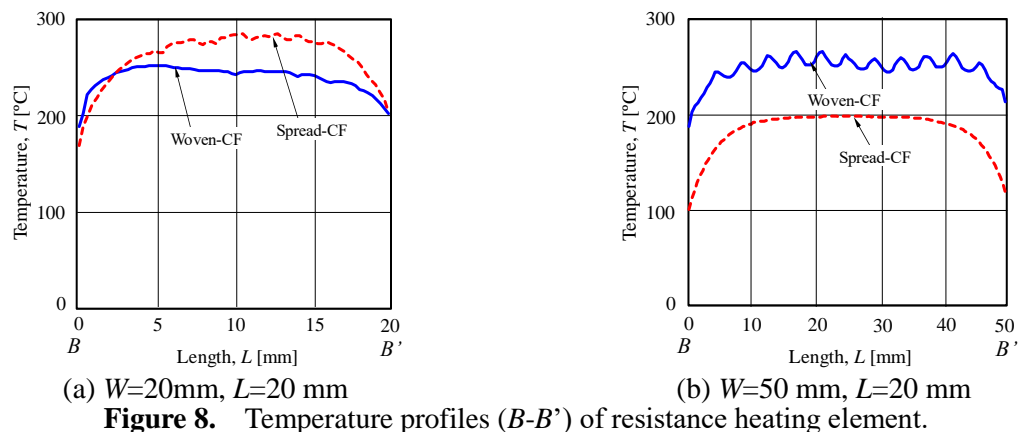 300
200
100
0
Temperature, T [°C]
Woven-CF
Spread-CF
0 5 10 15 20
B B'
Length, L [mm]
(a) W=20mm, L=20 mm
300
200
100
0
Temperature, T [°C]
Woven-CF
Spread-CF
0 10 20 30 40 50
B B'
Length, L [mm]
(b) W=50 mm, L=20 mm
Figure 8. Temperature profiles (B-B') of resistance heating element.